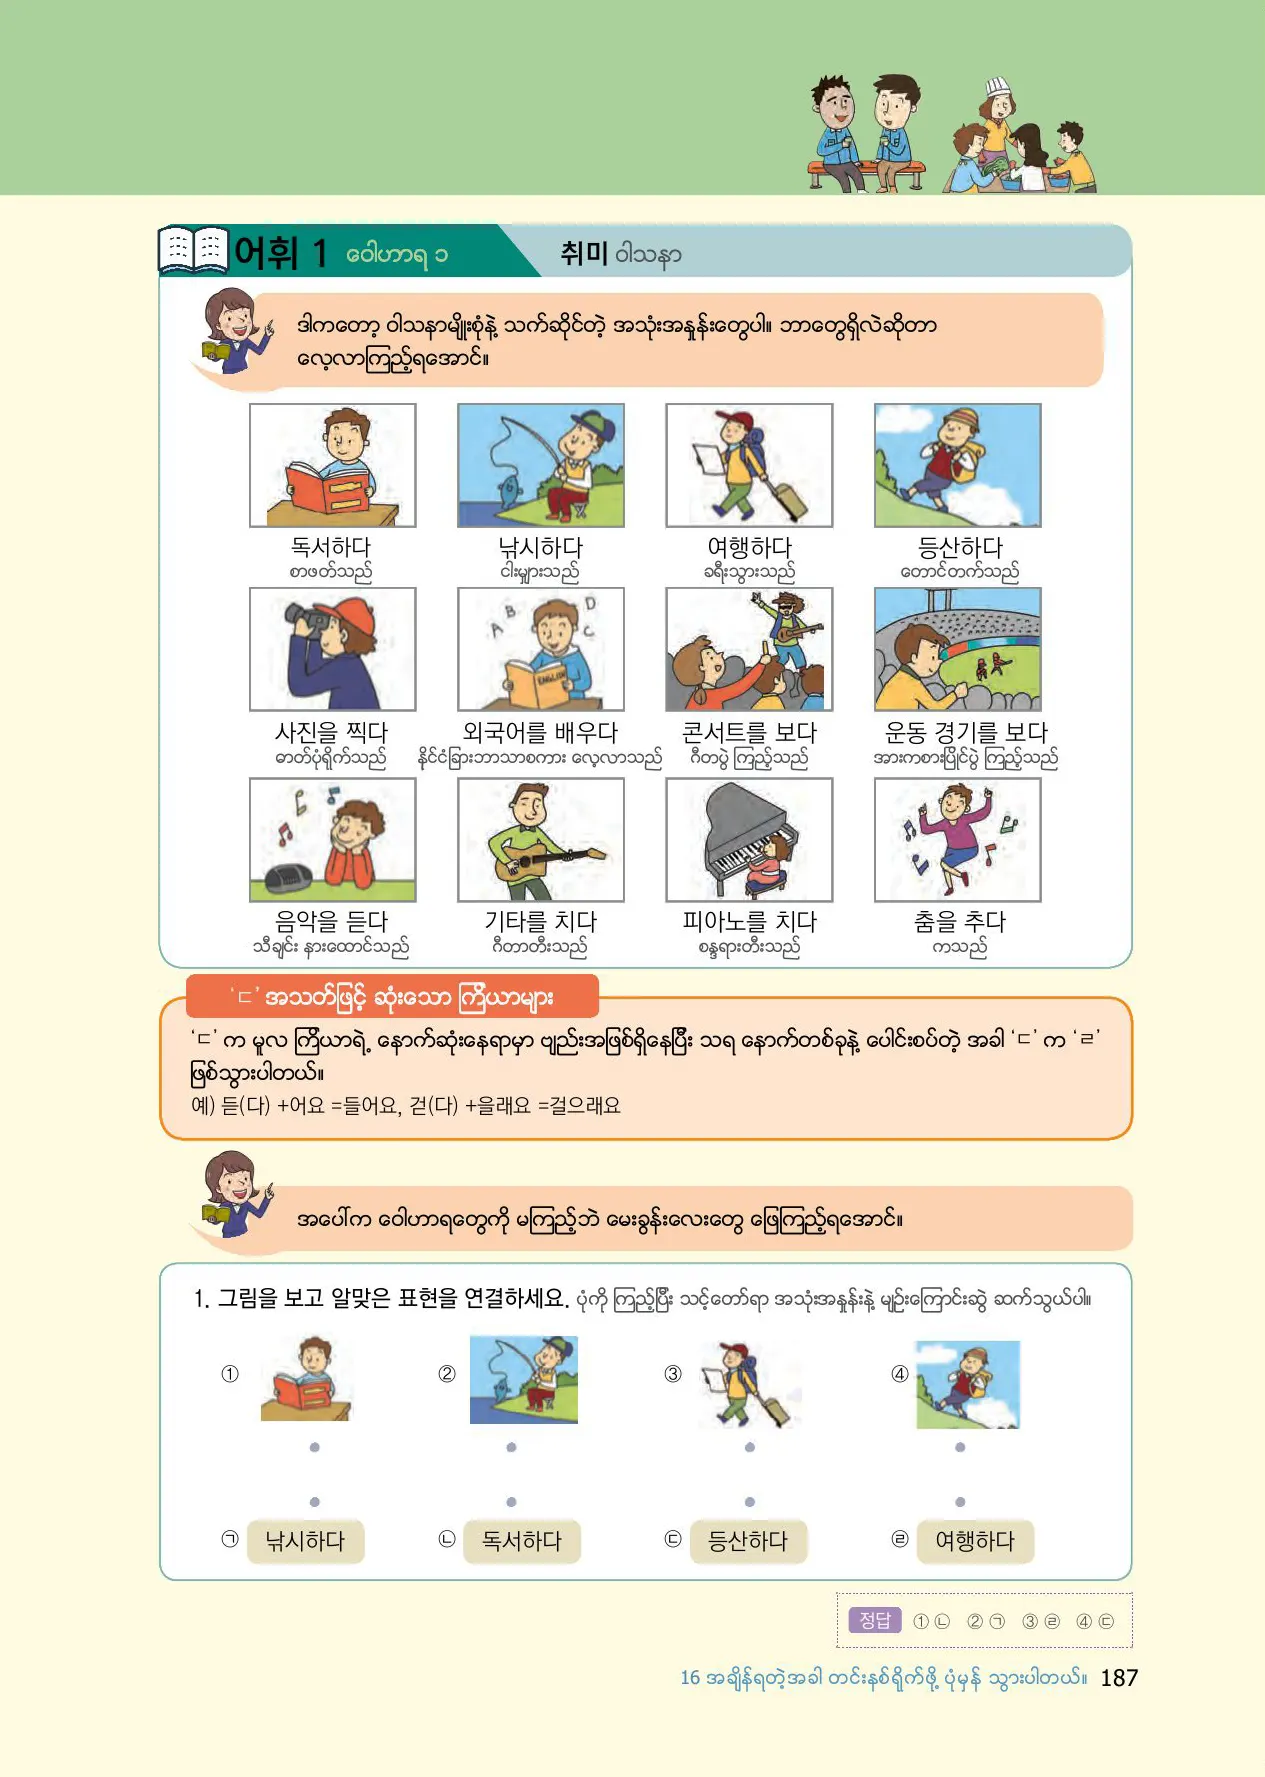 어휘 1 ဝေါဟာရ ၁
취미 ဝါသနာ
ဒါကတော့ ဝါသနာမျိုးစုံနဲ့ သက်ဆိုင်တဲ့ အသုံးအနှုန်းတွေပါ။ ဘာတွေရှိလဲဆိုတာ
လေ့လာကြည့်ရအောင်။
독서하다 낚시하다 여행하다 등산하다
စာဖတ်သည် ငါးမျှားသည် ခရီးသွားသည် တောင်တက်သည်
A B C D
ENGLISH
사진을 찍다 외국어를 배우다 콘서트를 보다 운동 경기를 보다
ဓာတ်ပုံရိုက်သည် နိုင်ငံခြားဘာသာစကား လေ့လာသည် ဂီတပွဲ ကြည့်သည် အားကစားပြိုင်ပွဲ ကြည့်သည်
음악을 듣다 기타를 치다 피아노를 치다 춤을 추다
သီချင်း နားထောင်သည် ဂီတာတီးသည် စန္ဒရားတီးသည် ကသည်
‘ㄷ’ အသတ်ဖြင့် ဆုံးသော ကြိယာများ
‘ㄷ’ က မူလ ကြိယာရဲ့ နောက်ဆုံးနေရာမှာ ဗျည်းအဖြစ်ရှိနေပြီး သရ နောက်တစ်ခုနဲ့ ပေါင်းစပ်တဲ့ အခါ ‘ㄷ’ က ‘ㄹ’
ဖြစ်သွားပါတယ်။
예) 듣(다) +어요 =들어요, 걷(다) +을래요 =걸으래요
အပေါ်က ဝေါဟာရတွေကို မကြည့်ဘဲ မေးခွန်းလေးတွေ ဖြေကြည့်ရအောင်။
1. 그림을 보고 알맞은 표현을 연결하세요. ပုံကို ကြည့်ပြီး သင့်တော်ရာ အသုံးအနှုန်းနဲ့ မျဉ်းကြောင်းဆွဲ ဆက်သွယ်ပါ။
① ② ③ ④
㉠ 낚시하다 ㉡ 독서하다 ㉢ 등산하다 ㉣ 여행하다
정답 ① ㉡ ② ㉠ ③ ㉣ ④ ㉢
16 အချိန်ရတဲ့အခါ တင်းနစ်ရိုက်ဖို့ ပုံမှန် သွားပါတယ်။ 187